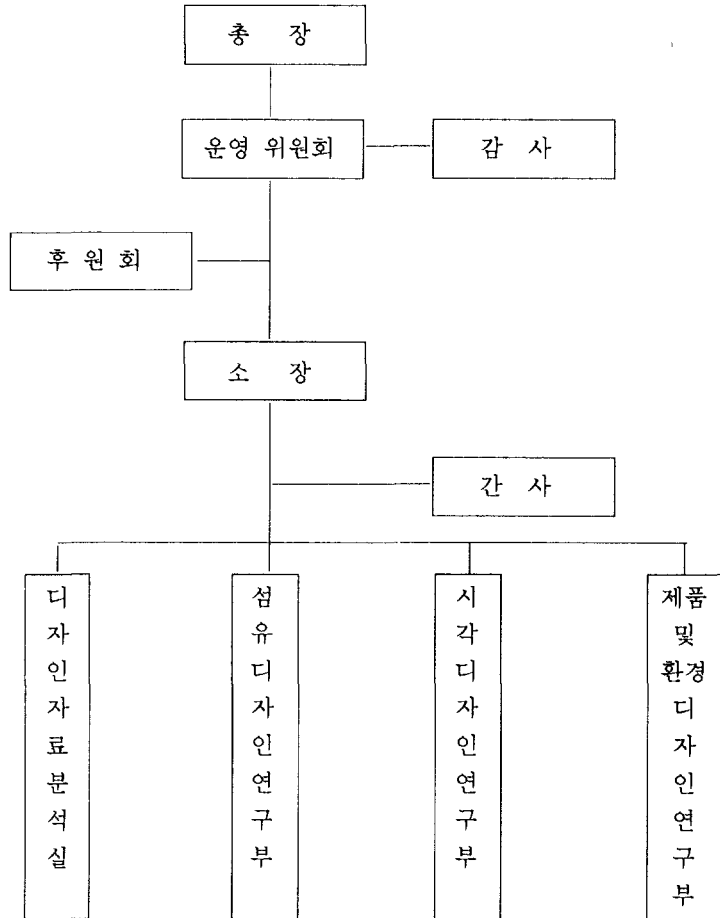 총 장
운영 위원회
감 사
후 원 회
소 장
간 사
디자인자료분석실
섬유디자인연구부
시각디자인연구부
제품및환경디자인연구부